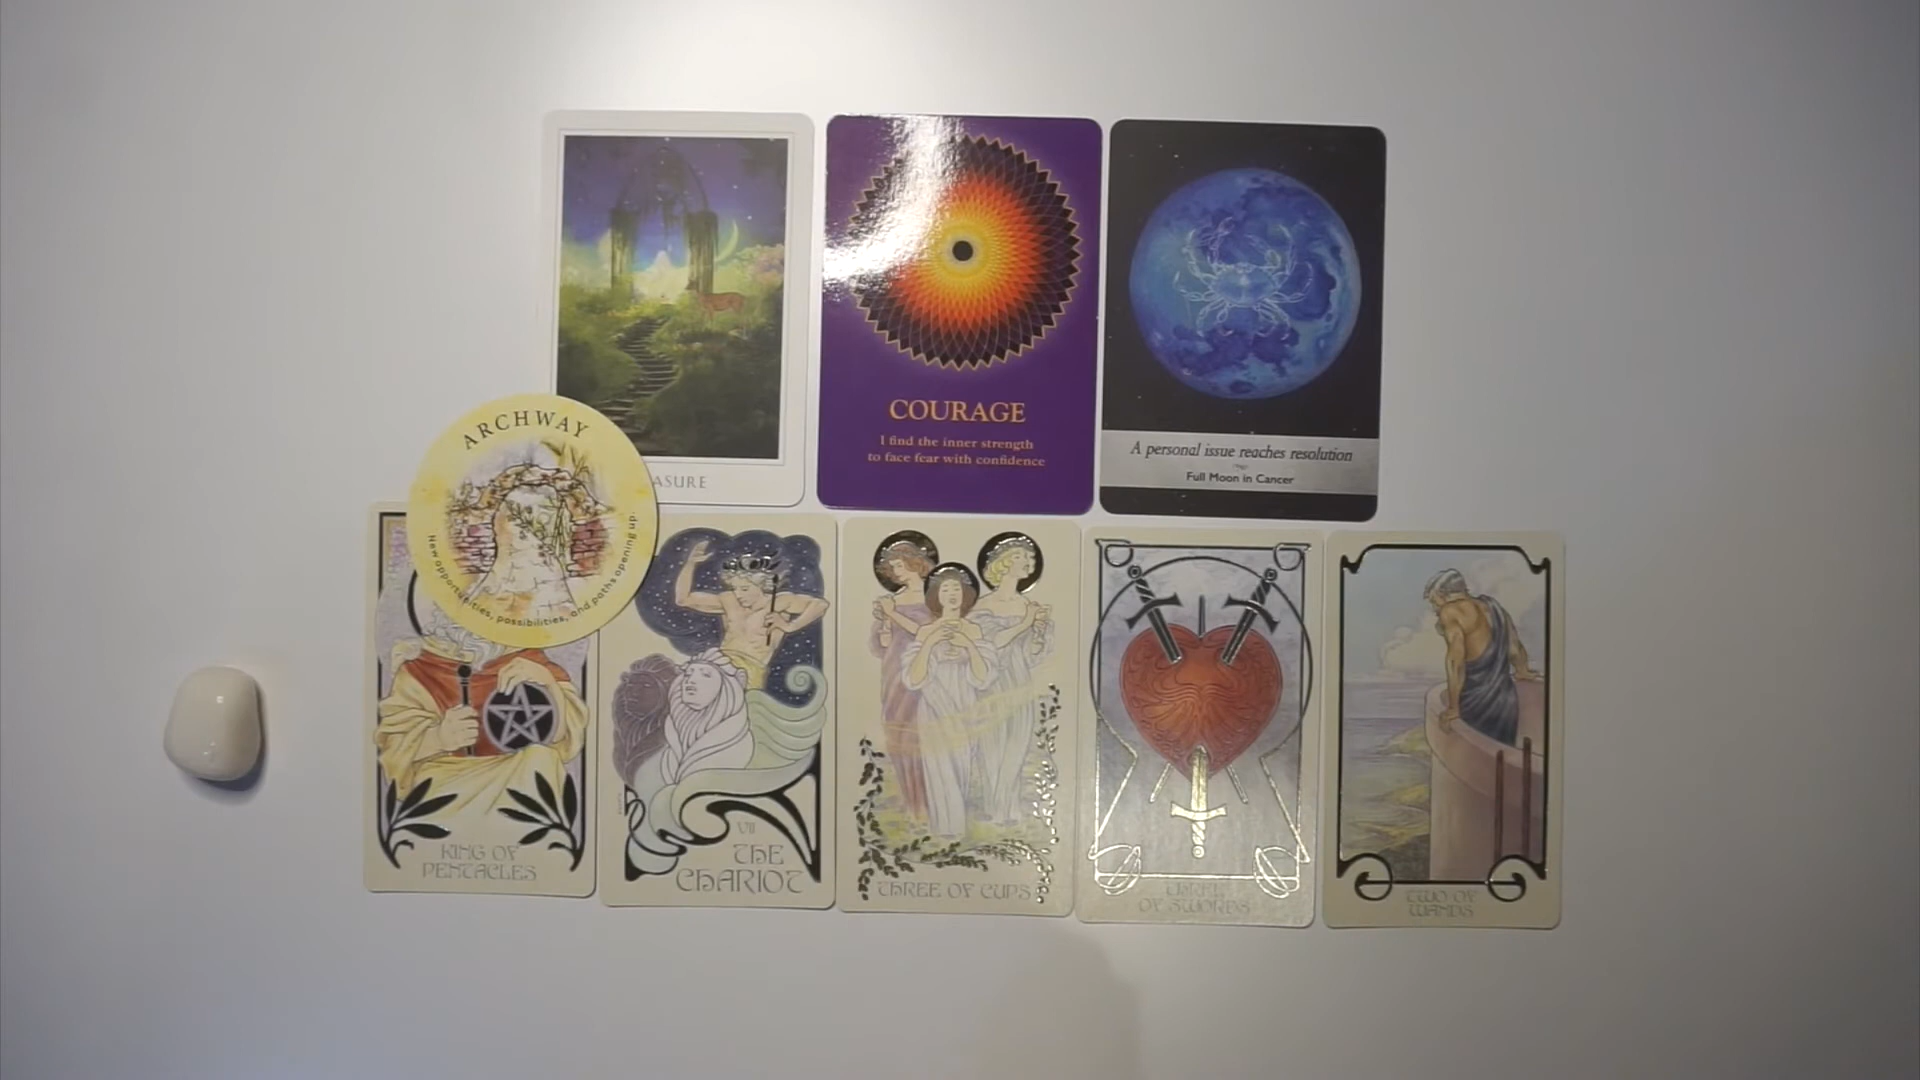 ASURE
COURAGE
I find the inner strength
to face fear with confidence
A personal issue reaches resolution
Full Moon in Cancer
ARCHWAY
New opportunities, possibilities, and paths opening up.
KING OF
PENTACLES
VII
THE
CHARIOT
THREE OF CUPS
THREE
OF SWORDS
TWO OF
WANDS